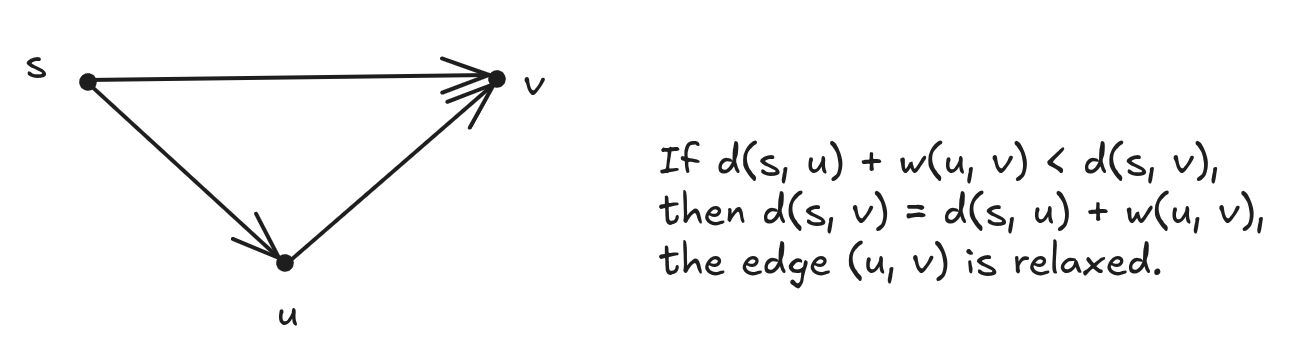 s
v
u
If d(s, u) + w(u, v) < d(s, v),
then d(s, v) = d(s, u) + w(u, v),
the edge (u, v) is relaxed.